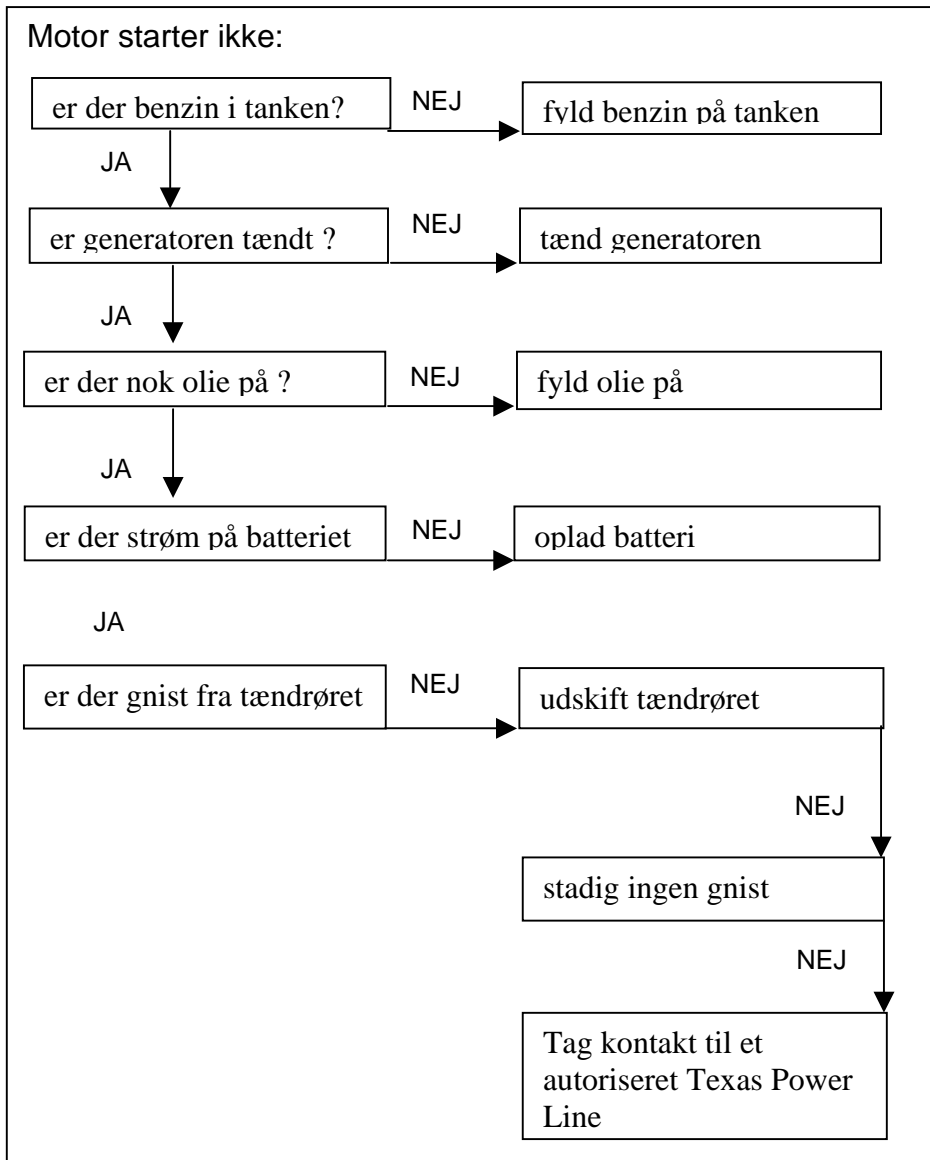 Motor starter ikke:
er der benzin i tanken?
NEJ
fyld benzin på tanken
JA
er generatoren tændt ?
NEJ
tænd generatoren
JA
er der nok olie på ?
NEJ
fyld olie på
JA
er der strøm på batteriet
NEJ
oplad batteri
JA
er der gnist fra tændrøret
NEJ
udskift tændrøret
NEJ
stadig ingen gnist
NEJ
Tag kontakt til et
autoriseret Texas Power
Line